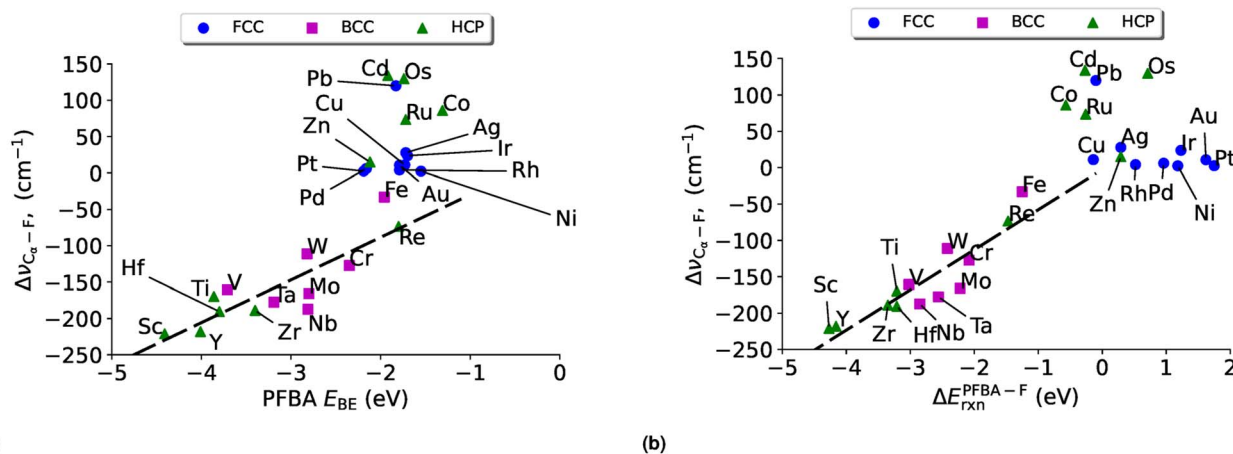 FCC BCC HCP
150
100
50
0
−50
−100
−150
−200
−250
Δν_{Cα−F}, (cm⁻¹)
Cd
Os
Pb
Cu
Ru
Co
Zn
Ag
Ir
Pt
Rh
Pd
Fe
Au
Ni
Re
W
Hf
Cr
Ti
V
Ta
Mo
Sc
Y
Zr
Nb
−5 −4 −3 −2 −1 0
PFBA E_{BE} (eV)
FCC BCC HCP
150
100
50
0
−50
−100
−150
−200
−250
Δν_{Cα−F}, (cm⁻¹)
Cd
Os
Pb
Co
Ru
Au
Cu
Ag
Ir
Pt
Zn
Rh
Pd
Ni
Fe
Re
Ti
W
Cr
V
Mo
Sc
Y
Zr
Hf
Nb
Ta
−5 −4 −3 −2 −1 0 1 2
ΔE_{rxn}^{PFBA−F} (eV)
(b)